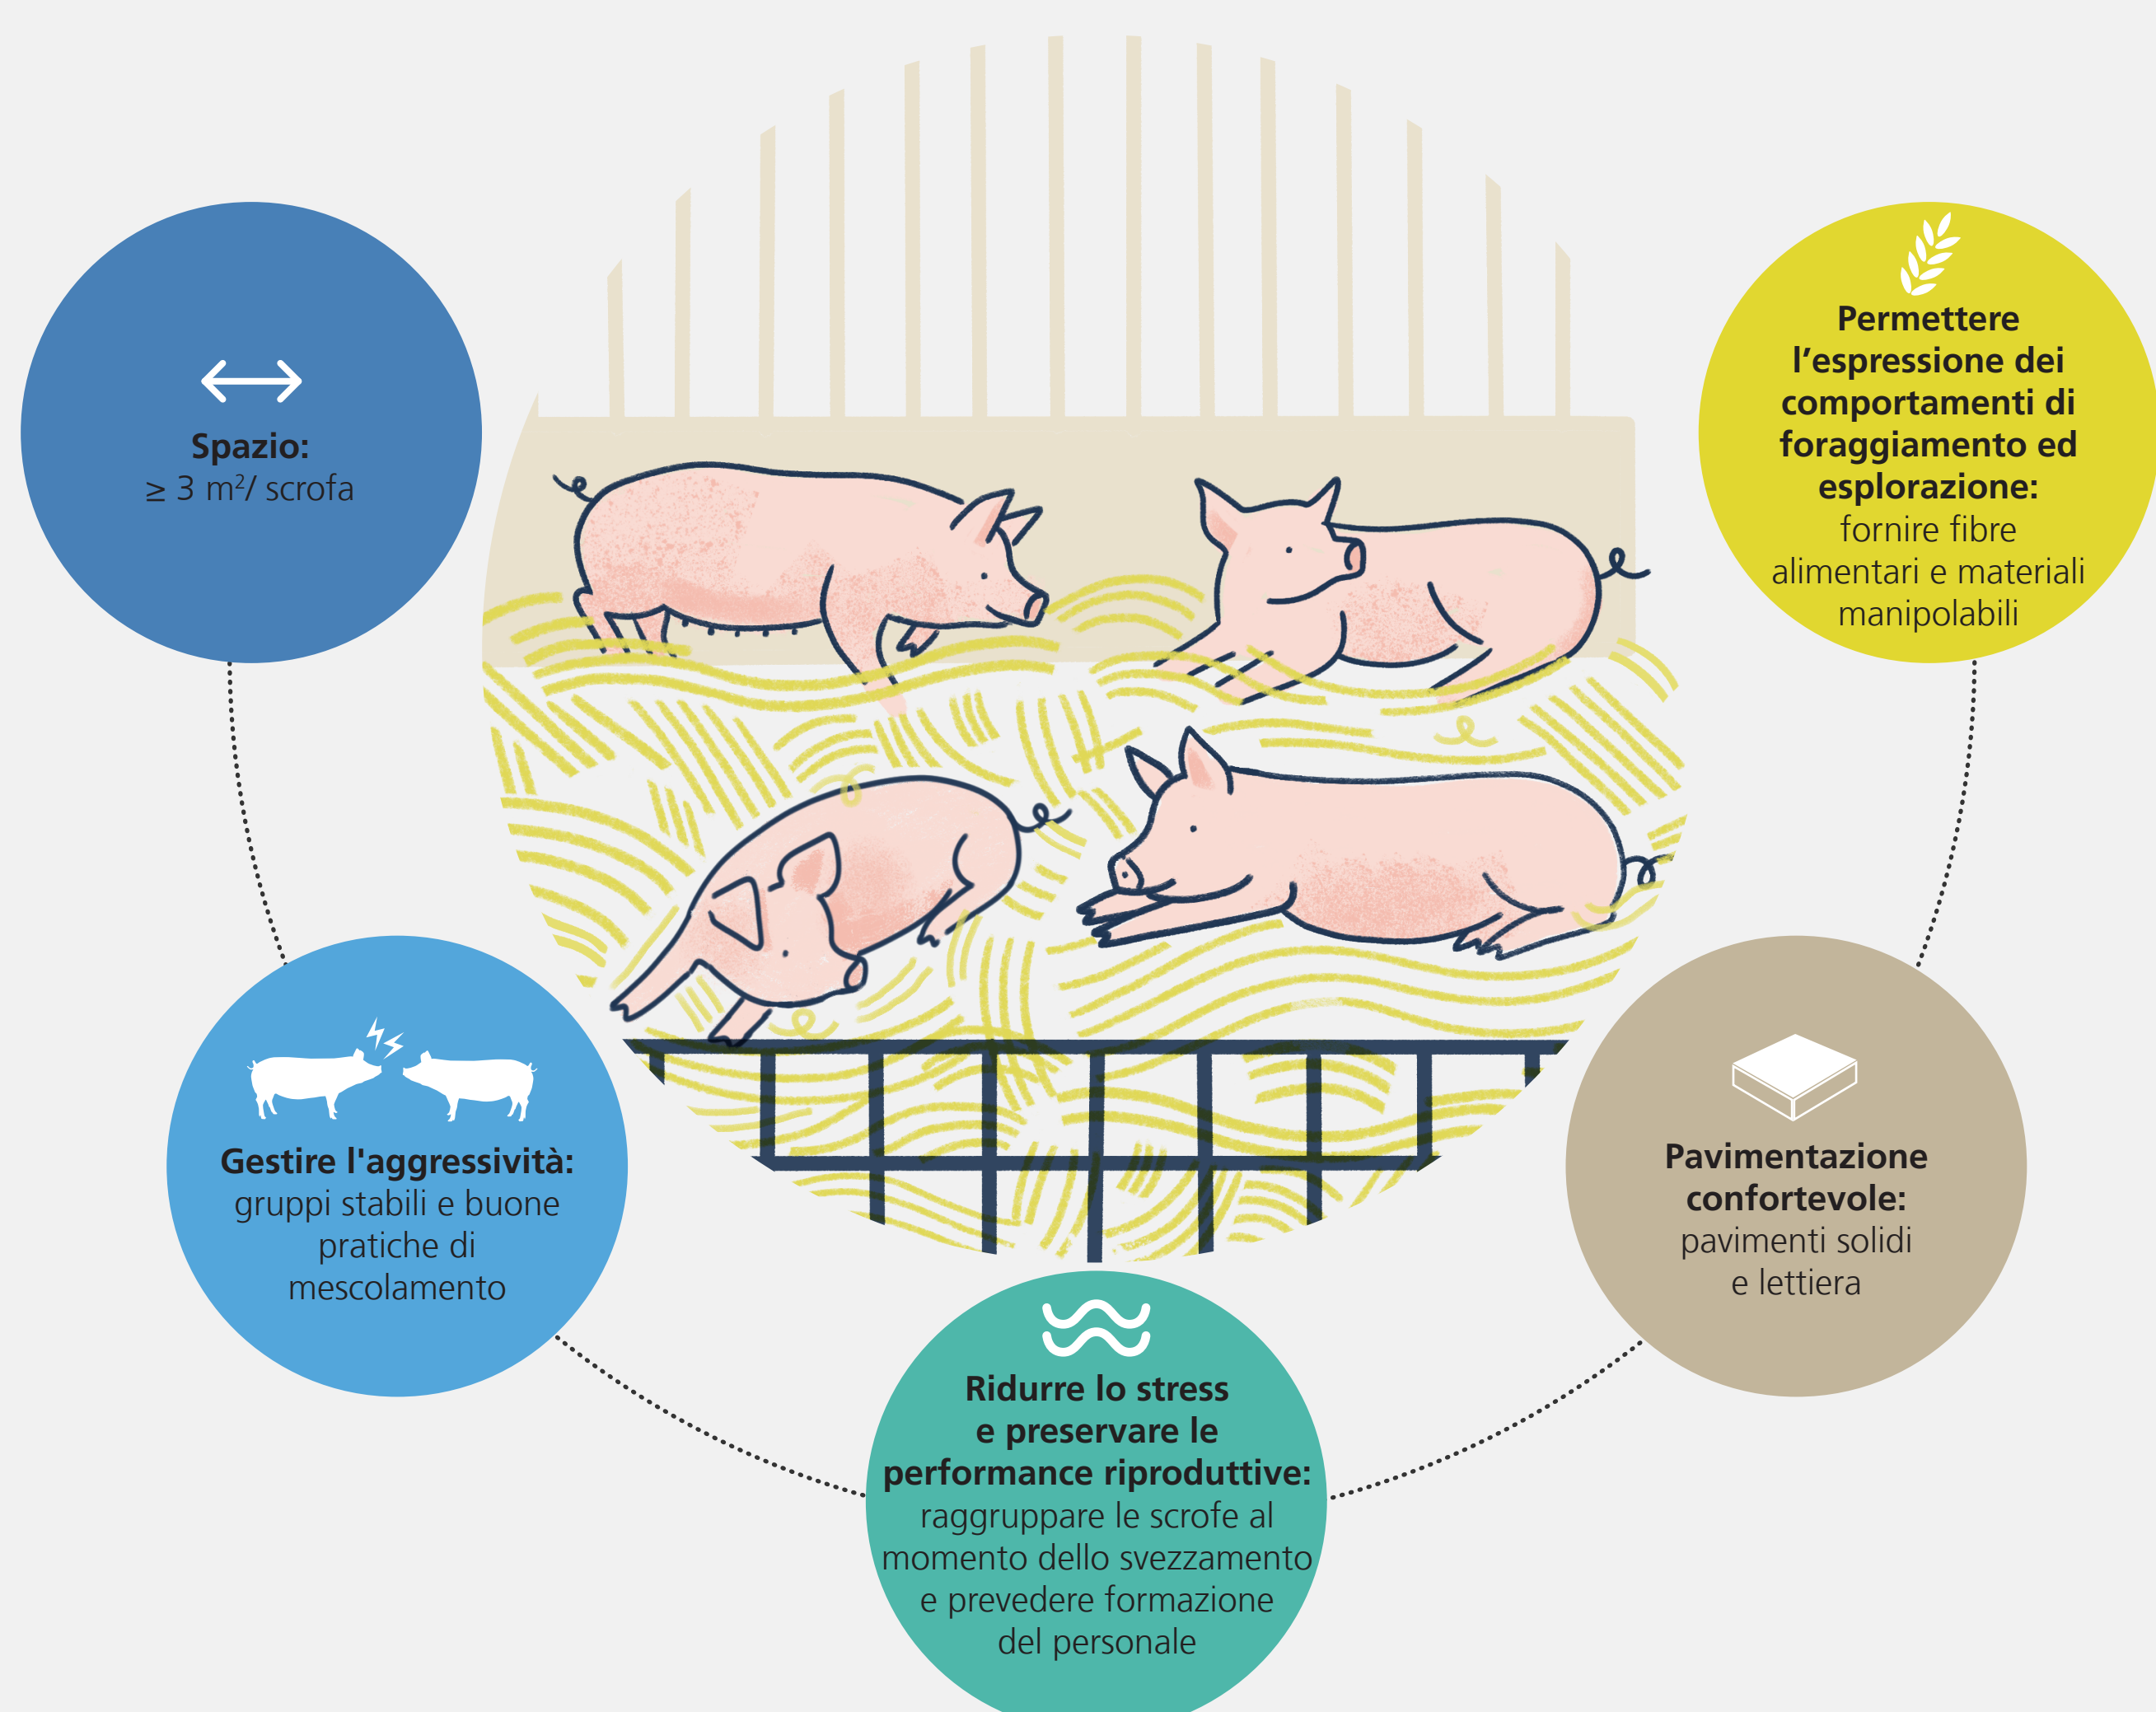 Spazio:
≥ 3 m²/ scrofa
Gestire l'aggressività:
gruppi stabili e buone
pratiche di
mescolamento
Ridurre lo stress
e preservare le
performance riproduttive:
raggruppare le scrofe al
momento dello svezzamento
e prevedere formazione
del personale
Pavimentazione
confortevole:
pavimenti solidi
e lettiera
Permettere
l’espressione dei
comportamenti di
foraggiamento ed
esplorazione:
fornire fibre
alimentari e materiali
manipolabili